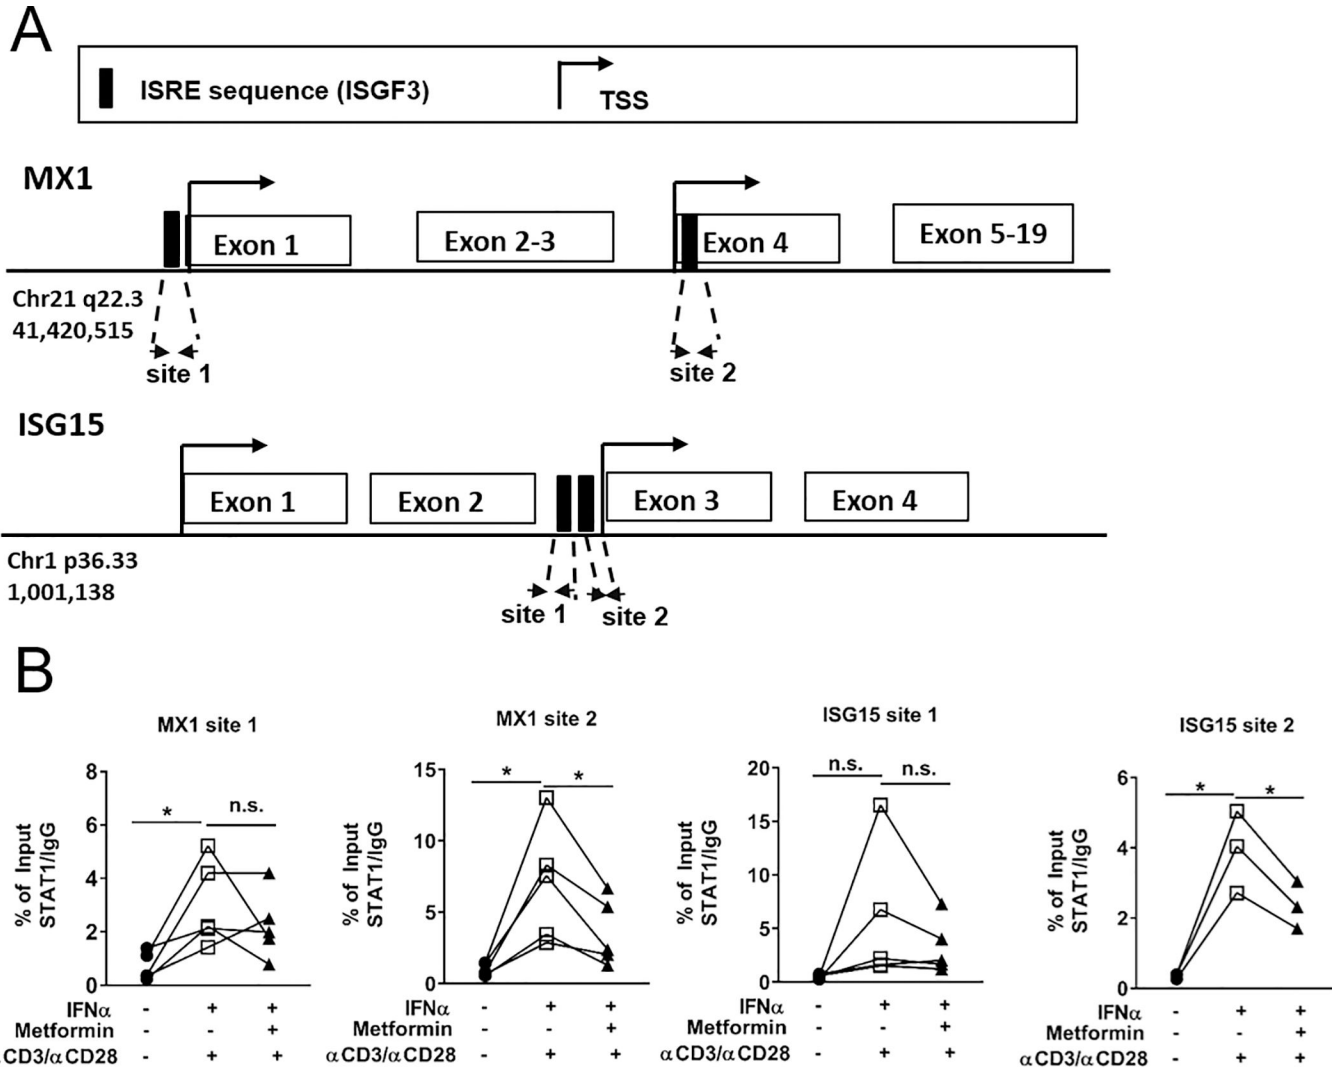 A
ISRE sequence (ISGF3)
TSS
MX1
Exon 1
Exon 2-3
Exon 4
Exon 5-19
Chr21 q22.3
41,420,515
site 1
site 2
ISG15
Exon 1
Exon 2
Exon 3
Exon 4
Chr1 p36.33
1,001,138
site 1
site 2
B
MX1 site 1
% of Input
STAT1/IgG
8
6
4
2
0
*
n.s.
IFNα - + +
Metformin - - +
αCD3/αCD28 - + +
MX1 site 2
% of Input
STAT1/IgG
15
10
5
0
*
*
IFNα - + +
Metformin - - +
αCD3/αCD28 - + +
ISG15 site 1
% of Input
STAT1/IgG
20
15
10
5
0
n.s.
n.s.
IFNα - + +
Metformin - - +
αCD3/αCD28 - + +
ISG15 site 2
% of Input
STAT1/IgG
6
4
2
0
*
*
IFNα - + +
Metformin - - +
αCD3/αCD28 - + +